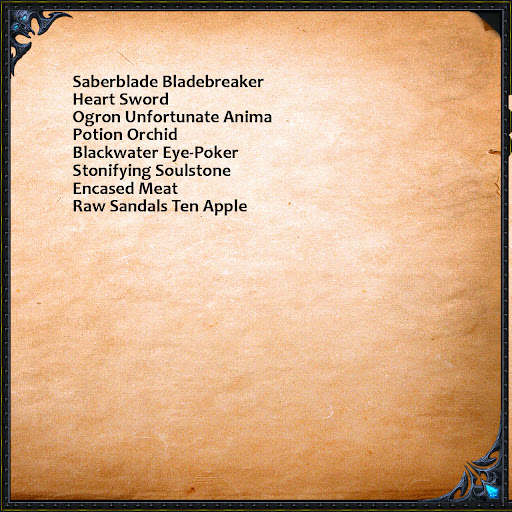 Saberblade Bladebreaker
Heart Sword
Ogron Unfortunate Anima
Potion Orchid
Blackwater Eye-Poker
Stonifying Soulstone
Encased Meat
Raw Sandals Ten Apple